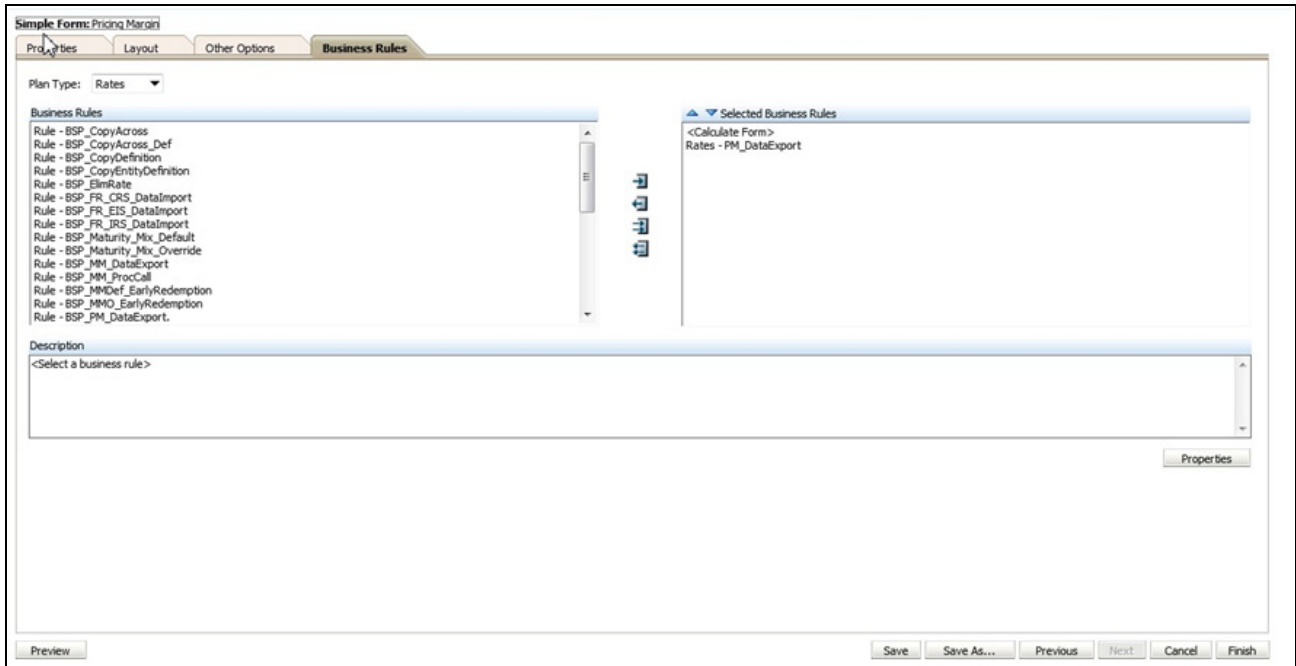 Simple Form: Pricing Margin
Properties Layout Other Options Business Rules
Plan Type: Rates
Business Rules
Rule - BSP_CopyAcross
Rule - BSP_CopyAcross_Def
Rule - BSP_CopyDefinition
Rule - BSP_CopyEntityDefinition
Rule - BSP_ElimRate
Rule - BSP_FR_CRS_DataImport
Rule - BSP_FR_EIS_DataImport
Rule - BSP_FR_IRS_DataImport
Rule - BSP_Maturity_Mix_Default
Rule - BSP_Maturity_Mix_Override
Rule - BSP_MM_DataExport
Rule - BSP_MM_ProcCall
Rule - BSP_MMDef_EarlyRedemption
Rule - BSP_MMO_EarlyRedemption
Rule - BSP_PM_DataExport.
Selected Business Rules
<Calculate Form>
Rates - PM_DataExport
Description
<Select a business rule>
Properties
Preview Save Save As... Previous Next Cancel Finish